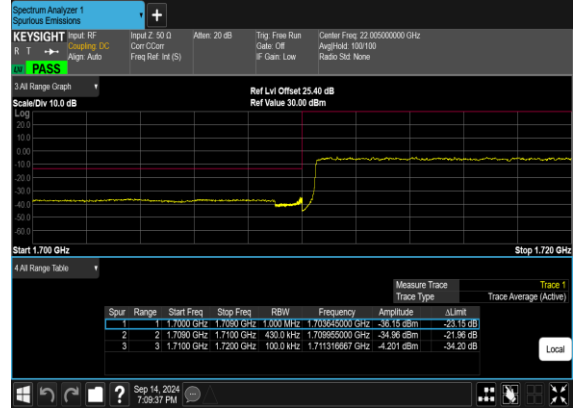 Spectrum Analyzer 1
Spurious Emissions
KEYSIGHT
R T
LM PASS
Input: RF
Coupling: DC
Align: Auto
Input Z: 50 Ω
Corr CCorr
Freq Ref: Int (S)
Atten: 20 dB
Trig: Free Run
Gate: Off
IF Gain: Low
Center Freq: 22.005000000 GHz
Avg|Hold: 100/100
Radio Std: None
3 All Range Graph
Scale/Div 10.0 dB
Ref Lvl Offset 25.40 dB
Ref Value 30.00 dBm
Log
20.0
10.0
0.00
-10.0
-20.0
-30.0
-40.0
-50.0
-60.0
Start 1.700 GHz
Stop 1.720 GHz
4 All Range Table
Measure Trace Trace 1
Trace Type Trace Average (Active)
Spur Range Start Freq Stop Freq RBW Frequency Amplitude ΔLimit
1 1 1.7000 GHz 1.7090 GHz 1.000 MHz 1.703645000 GHz -36.15 dBm -23.15 dB
2 2 1.7090 GHz 1.7100 GHz 430.0 kHz 1.709955000 GHz -34.96 dBm -21.96 dB
3 3 1.7100 GHz 1.7200 GHz 100.0 kHz 1.711316667 GHz -4.201 dBm -34.20 dB
Local
?
Sep 14, 2024
7:09:37 PM